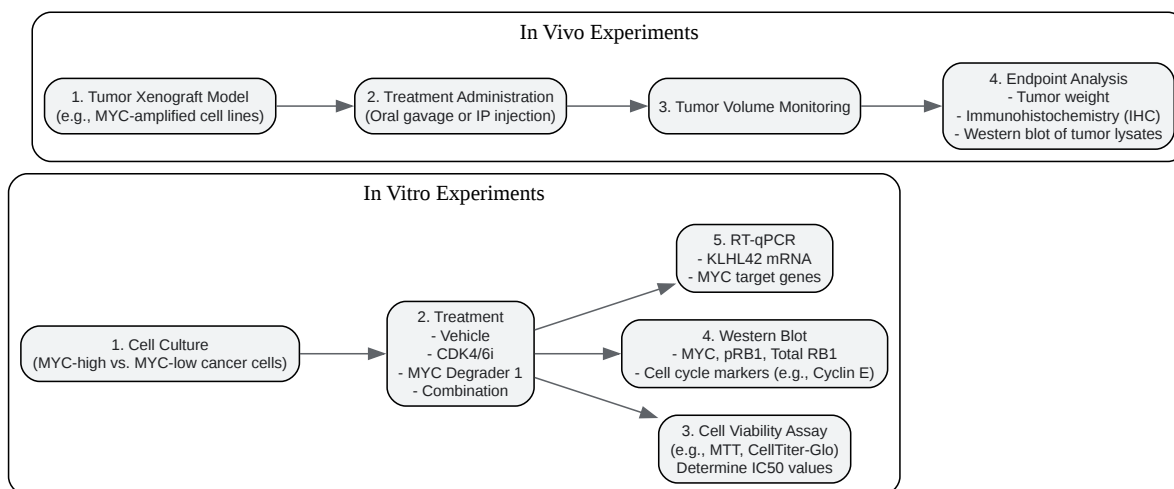 In Vivo Experiments
1. Tumor Xenograft Model
(e.g., MYC-amplified cell lines)
2. Treatment Administration
(Oral gavage or IP injection)
3. Tumor Volume Monitoring
4. Endpoint Analysis
- Tumor weight
- Immunohistochemistry (IHC)
- Western blot of tumor lysates
In Vitro Experiments
1. Cell Culture
(MYC-high vs. MYC-low cancer cells)
2. Treatment
- Vehicle
- CDK4/6i
- MYC Degrader 1
- Combination
5. RT-qPCR
- KLHL42 mRNA
- MYC target genes
4. Western Blot
- MYC, pRB1, Total RB1
- Cell cycle markers (e.g., Cyclin E)
3. Cell Viability Assay
(e.g., MTT, CellTiter-Glo)
Determine IC50 values